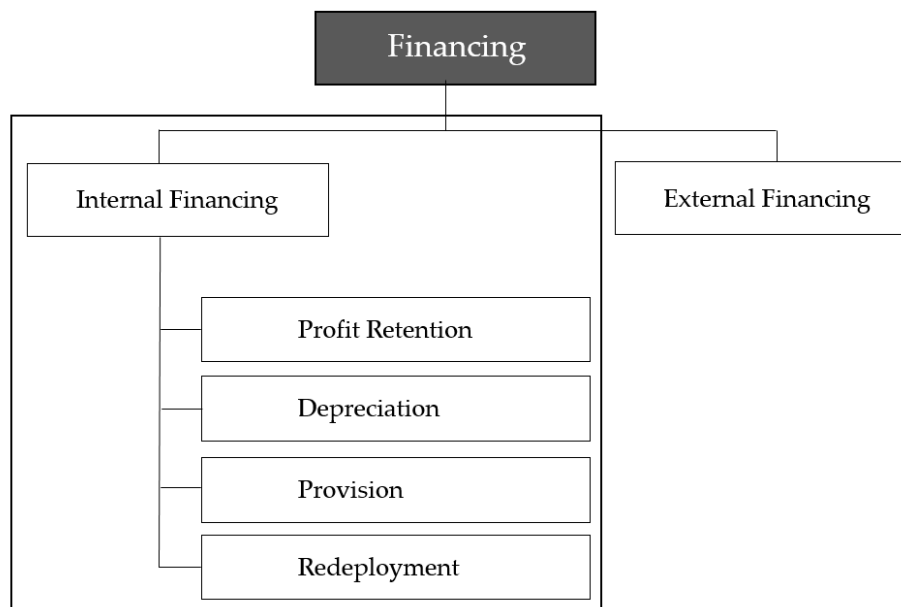 Financing
Internal Financing
External Financing
Profit Retention
Depreciation
Provision
Redeployment